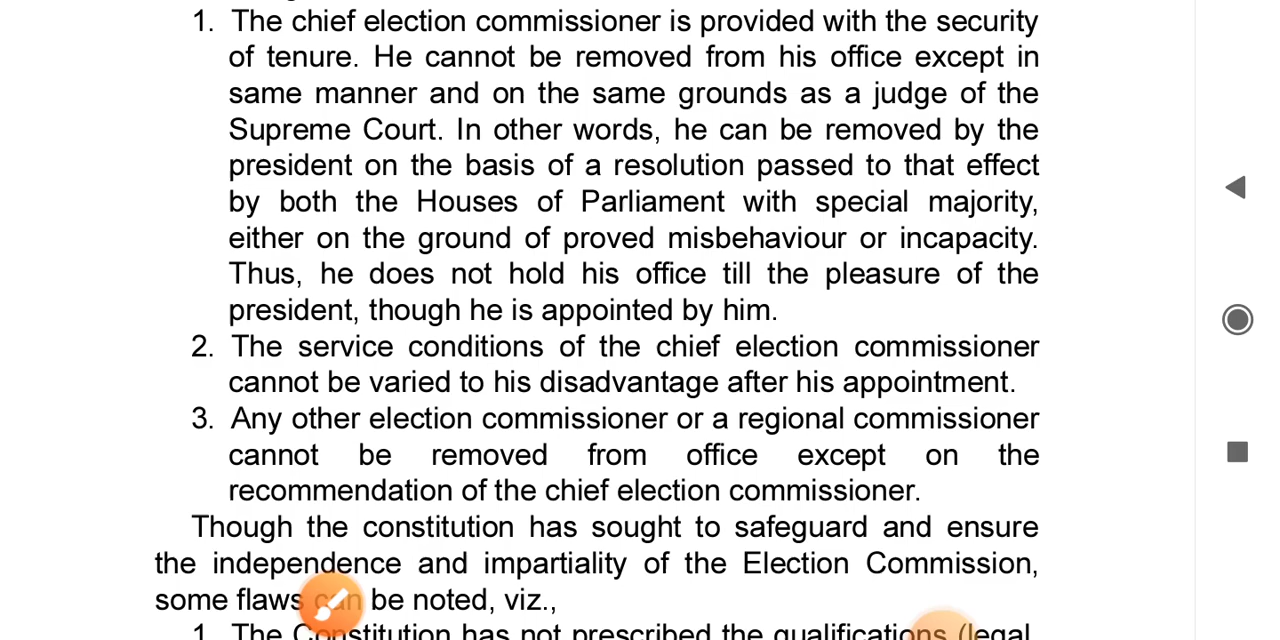 1. The chief election commissioner is provided with the security
of tenure. He cannot be removed from his office except in
same manner and on the same grounds as a judge of the
Supreme Court. In other words, he can be removed by the
president on the basis of a resolution passed to that effect
by both the Houses of Parliament with special majority,
either on the ground of proved misbehaviour or incapacity.
Thus, he does not hold his office till the pleasure of the
president, though he is appointed by him.
2. The service conditions of the chief election commissioner
cannot be varied to his disadvantage after his appointment.
3. Any other election commissioner or a regional commissioner
cannot be removed from office except on the
recommendation of the chief election commissioner.
Though the constitution has sought to safeguard and ensure
the independence and impartiality of the Election Commission,
some flaws can be noted, viz.,
1. The Constitution has not prescribed the qualifications (legal,